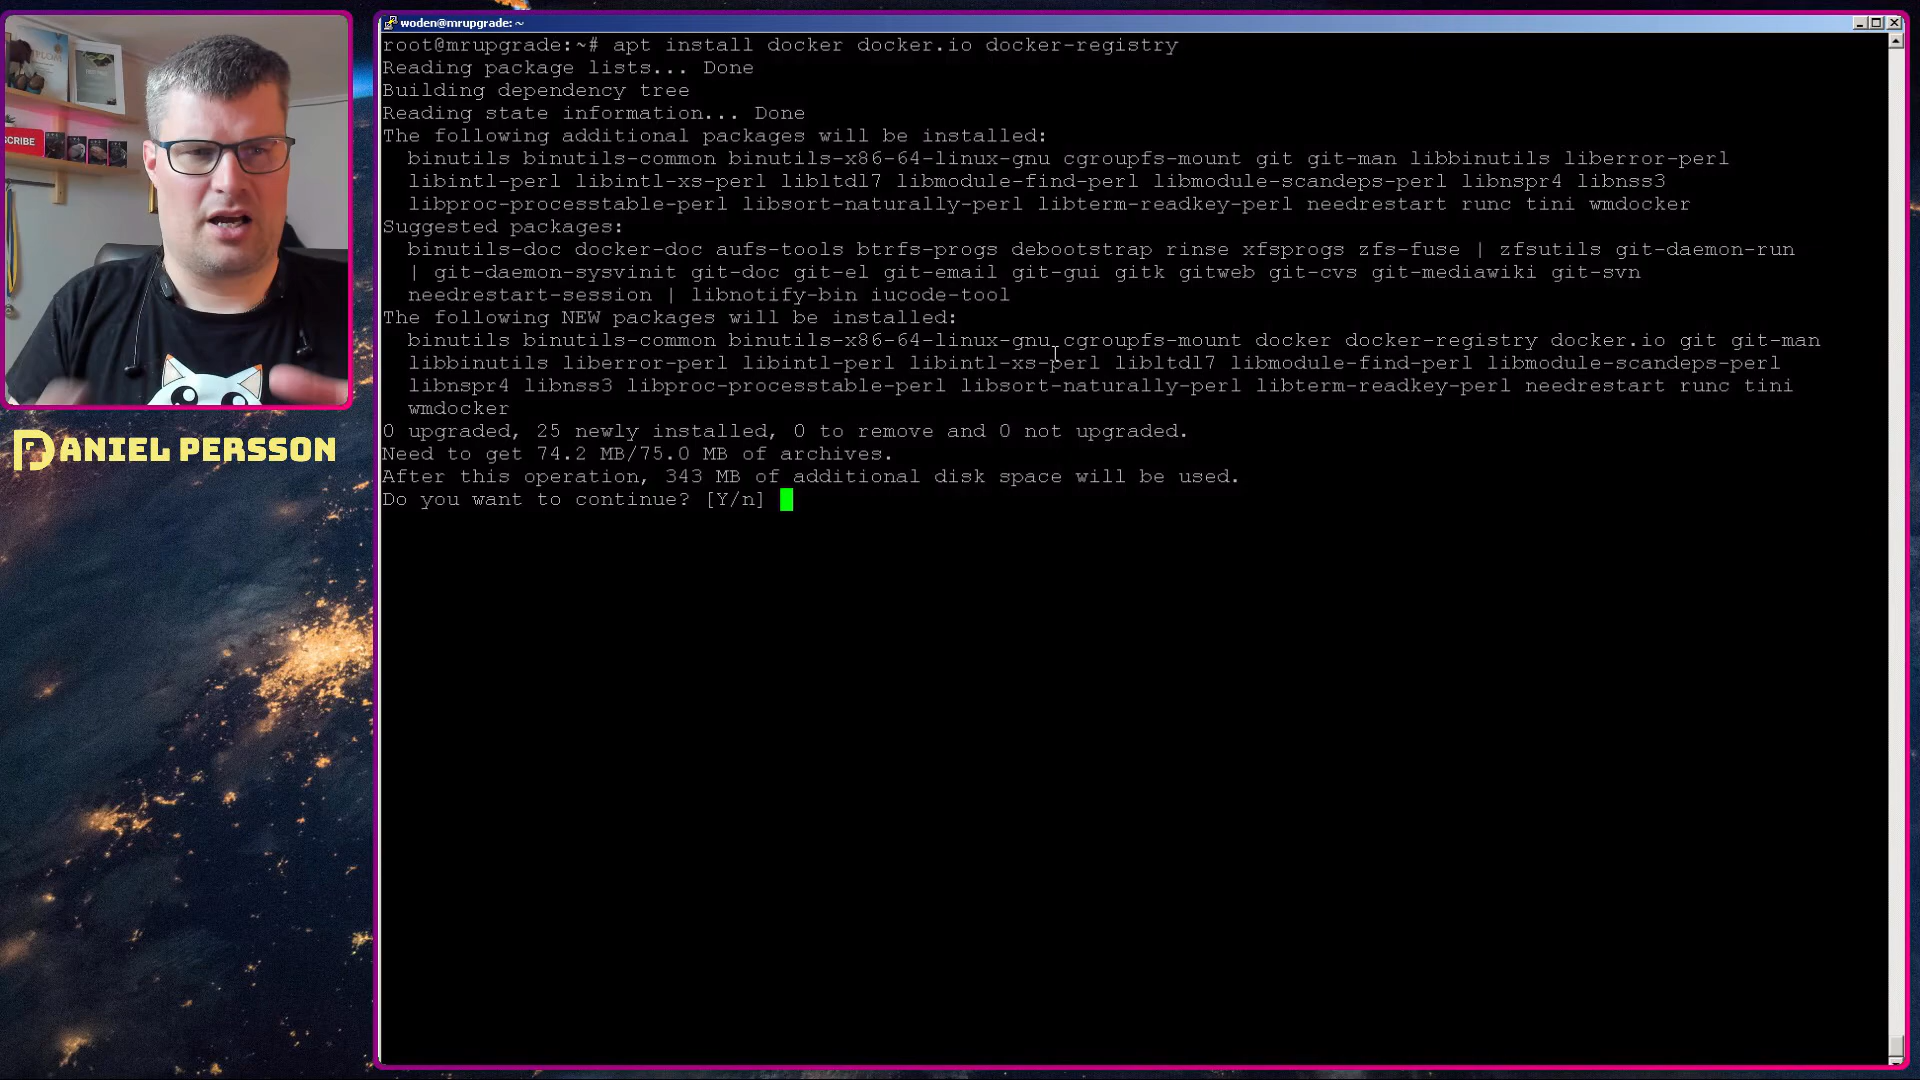 woden@mrupgrade: ~
root@mrupgrade:~# apt install docker docker.io docker-registry
Reading package lists... Done
Building dependency tree
Reading state information... Done
The following additional packages will be installed:
binutils binutils-common binutils-x86-64-linux-gnu cgroupfs-mount git git-man libbinutils liberror-perl
libintl-perl libintl-xs-perl libltdl7 libmodule-find-perl libmodule-scandeps-perl libnspr4 libnss3
libproc-processtable-perl libsort-naturally-perl libterm-readkey-perl needrestart runc tini wmdocker
Suggested packages:
binutils-doc docker-doc aufs-tools btrfs-progs debootstrap rinse xfsprogs zfs-fuse | zfsutils git-daemon-run
| git-daemon-sysvinit git-doc git-el git-email git-gui gitk gitweb git-cvs git-mediawiki git-svn
needrestart-session | libnotify-bin iucode-tool
The following NEW packages will be installed:
binutils binutils-common binutils-x86-64-linux-gnu cgroupfs-mount docker docker-registry docker.io git git-man
libbinutils liberror-perl libintl-perl libintl-xs-perl libltdl7 libmodule-find-perl libmodule-scandeps-perl
libnspr4 libnss3 libproc-processtable-perl libsort-naturally-perl libterm-readkey-perl needrestart runc tini
wmdocker
0 upgraded, 25 newly installed, 0 to remove and 0 not upgraded.
Need to get 74.2 MB/75.0 MB of archives.
After this operation, 343 MB of additional disk space will be used.
Do you want to continue? [Y/n]
SCRIBE
DANIEL PERSSON